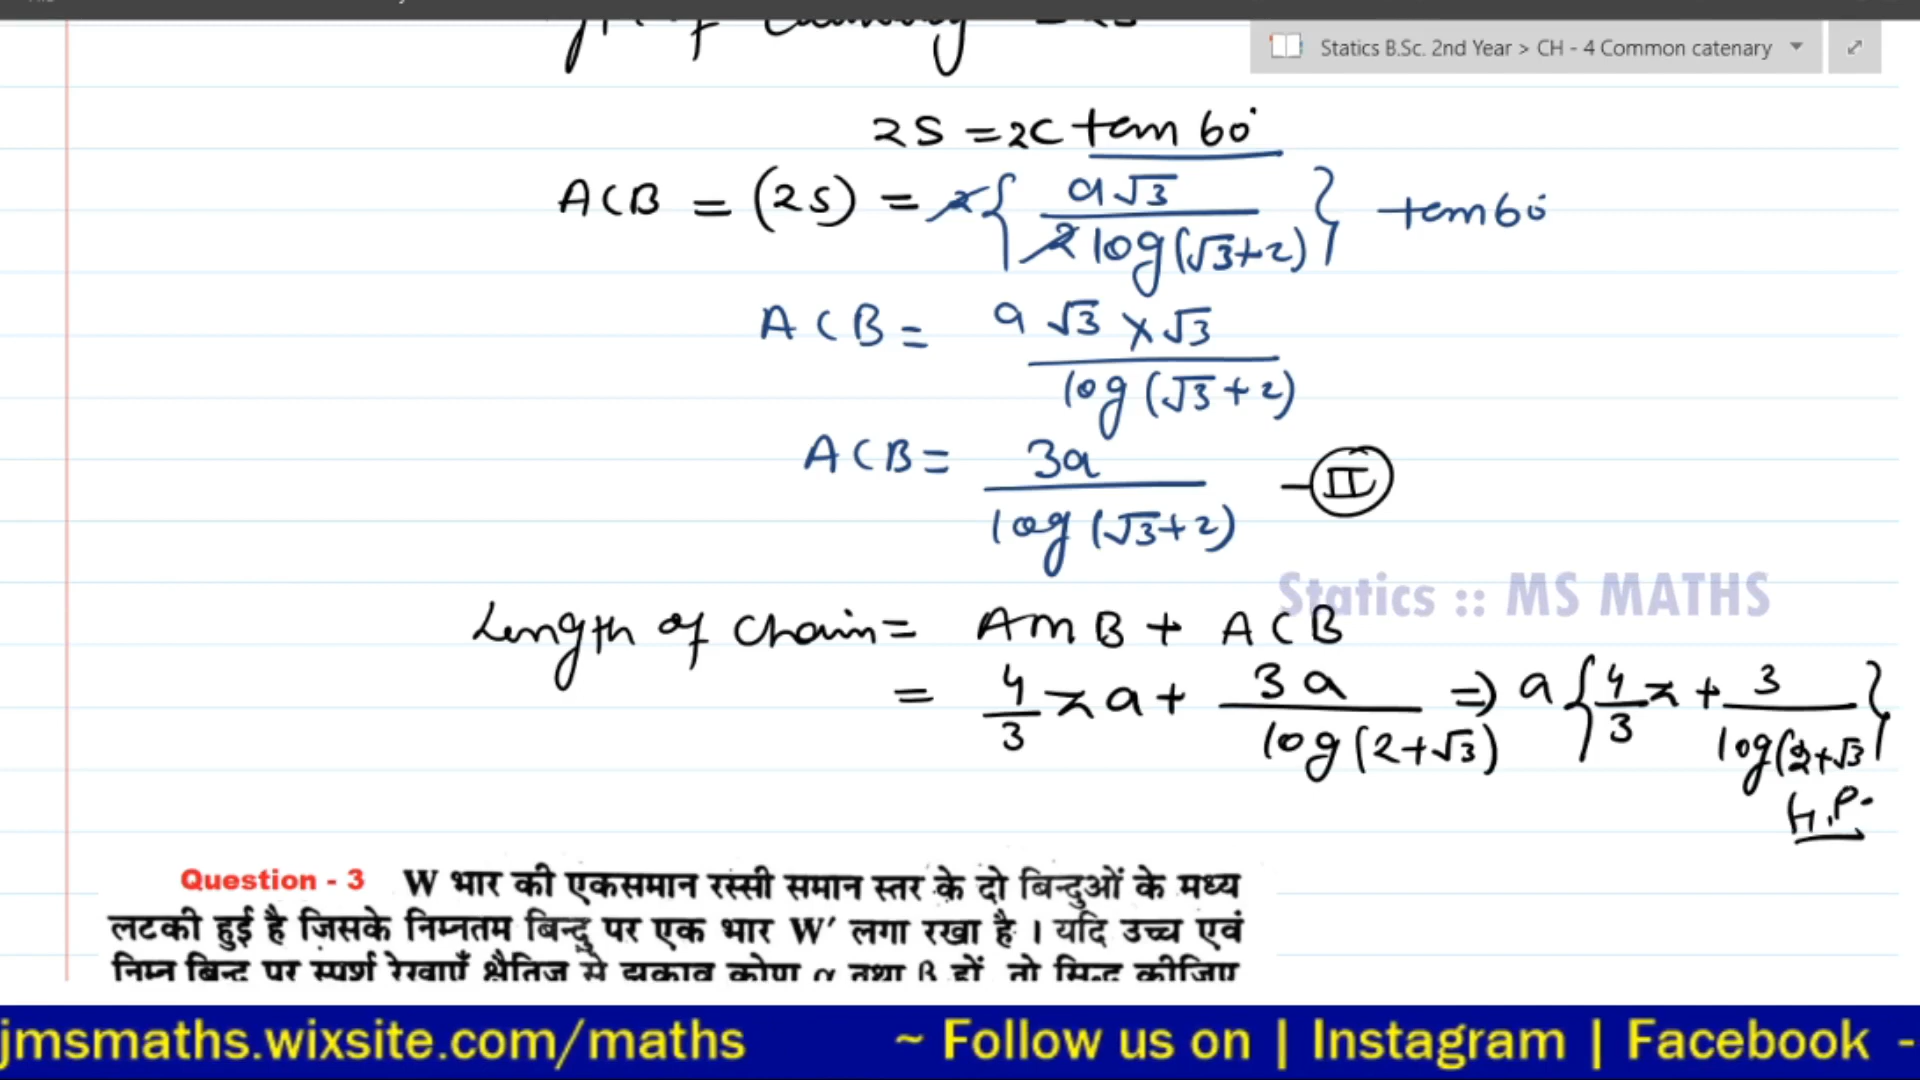 Statics B.Sc. 2nd Year > CH - 4 Common catenary
2S = 2C tan 60°
ACB = (2S) = 2{ a√3 / 2 log(√3+2) } tan 60°
ACB = a√3 × √3 / log(√3+2)
ACB = 3a / log(√3+2) - II
Statics :: MS MATHS
Length of chain = AMB + ACB
= 4/3 πa + 3a / log(2+√3) ⇒ a{ 4/3 π + 3 / log(2+√3) }
H.P.
Question - 3 W भार की एकसमान रस्सी समान स्तर के दो बिन्दुओं के मध्य
लटकी हुई है जिसके निम्नतम बिन्दु पर एक भार W′ लगा रखा है । यदि उच्च एवं
निम्न बिन्दु पर स्पर्श रेखाएँ क्षैतिज से झुकाव कोण α तथा β हों तो सिद्ध कीजिए
jmsmaths.wixsite.com/maths ~ Follow us on | Instagram | Facebook -